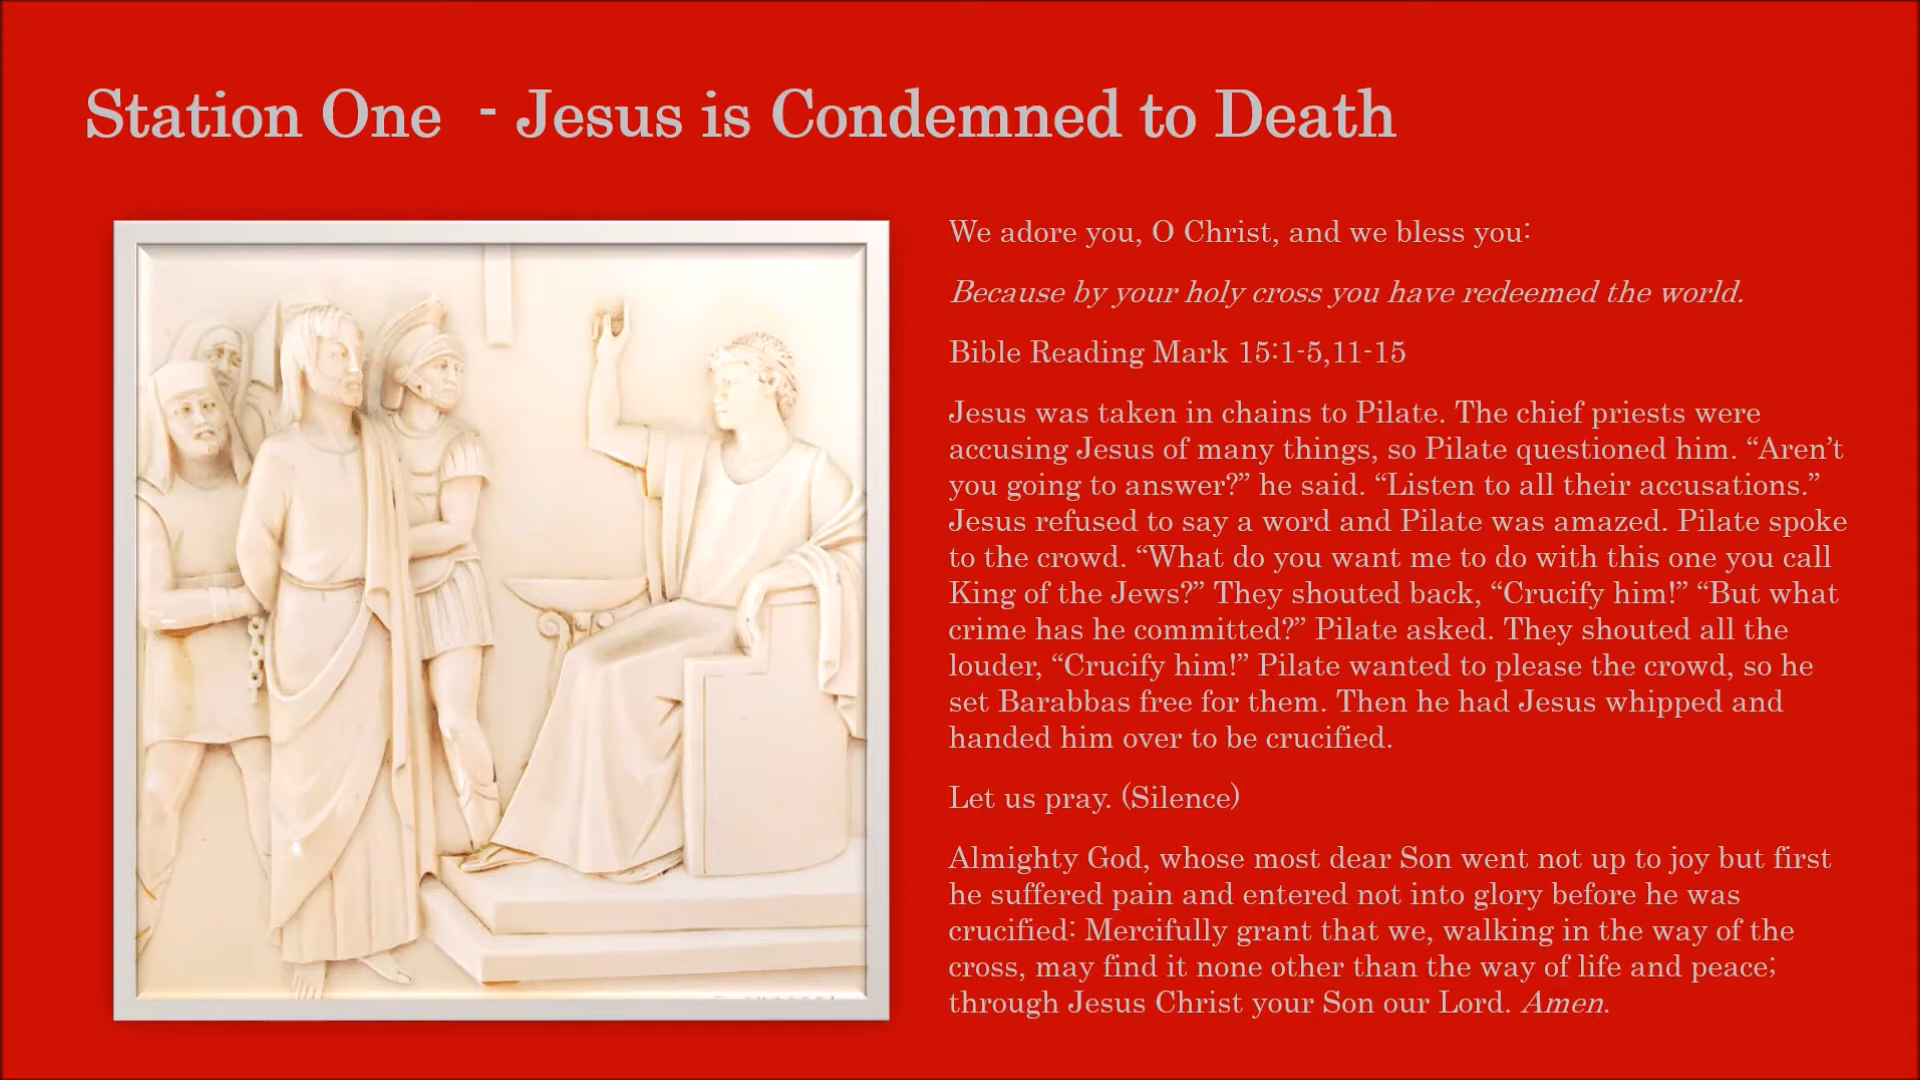 Station One - Jesus is Condemned to Death
We adore you, O Christ, and we bless you:
Because by your holy cross you have redeemed the world.
Bible Reading Mark 15:1-5,11-15
Jesus was taken in chains to Pilate. The chief priests were
accusing Jesus of many things, so Pilate questioned him. “Aren’t
you going to answer?” he said. “Listen to all their accusations.”
Jesus refused to say a word and Pilate was amazed. Pilate spoke
to the crowd. “What do you want me to do with this one you call
King of the Jews?” They shouted back, “Crucify him!” “But what
crime has he committed?” Pilate asked. They shouted all the
louder, “Crucify him!” Pilate wanted to please the crowd, so he
set Barabbas free for them. Then he had Jesus whipped and
handed him over to be crucified.
Let us pray. (Silence)
Almighty God, whose most dear Son went not up to joy but first
he suffered pain and entered not into glory before he was
crucified: Mercifully grant that we, walking in the way of the
cross, may find it none other than the way of life and peace;
through Jesus Christ your Son our Lord. Amen.